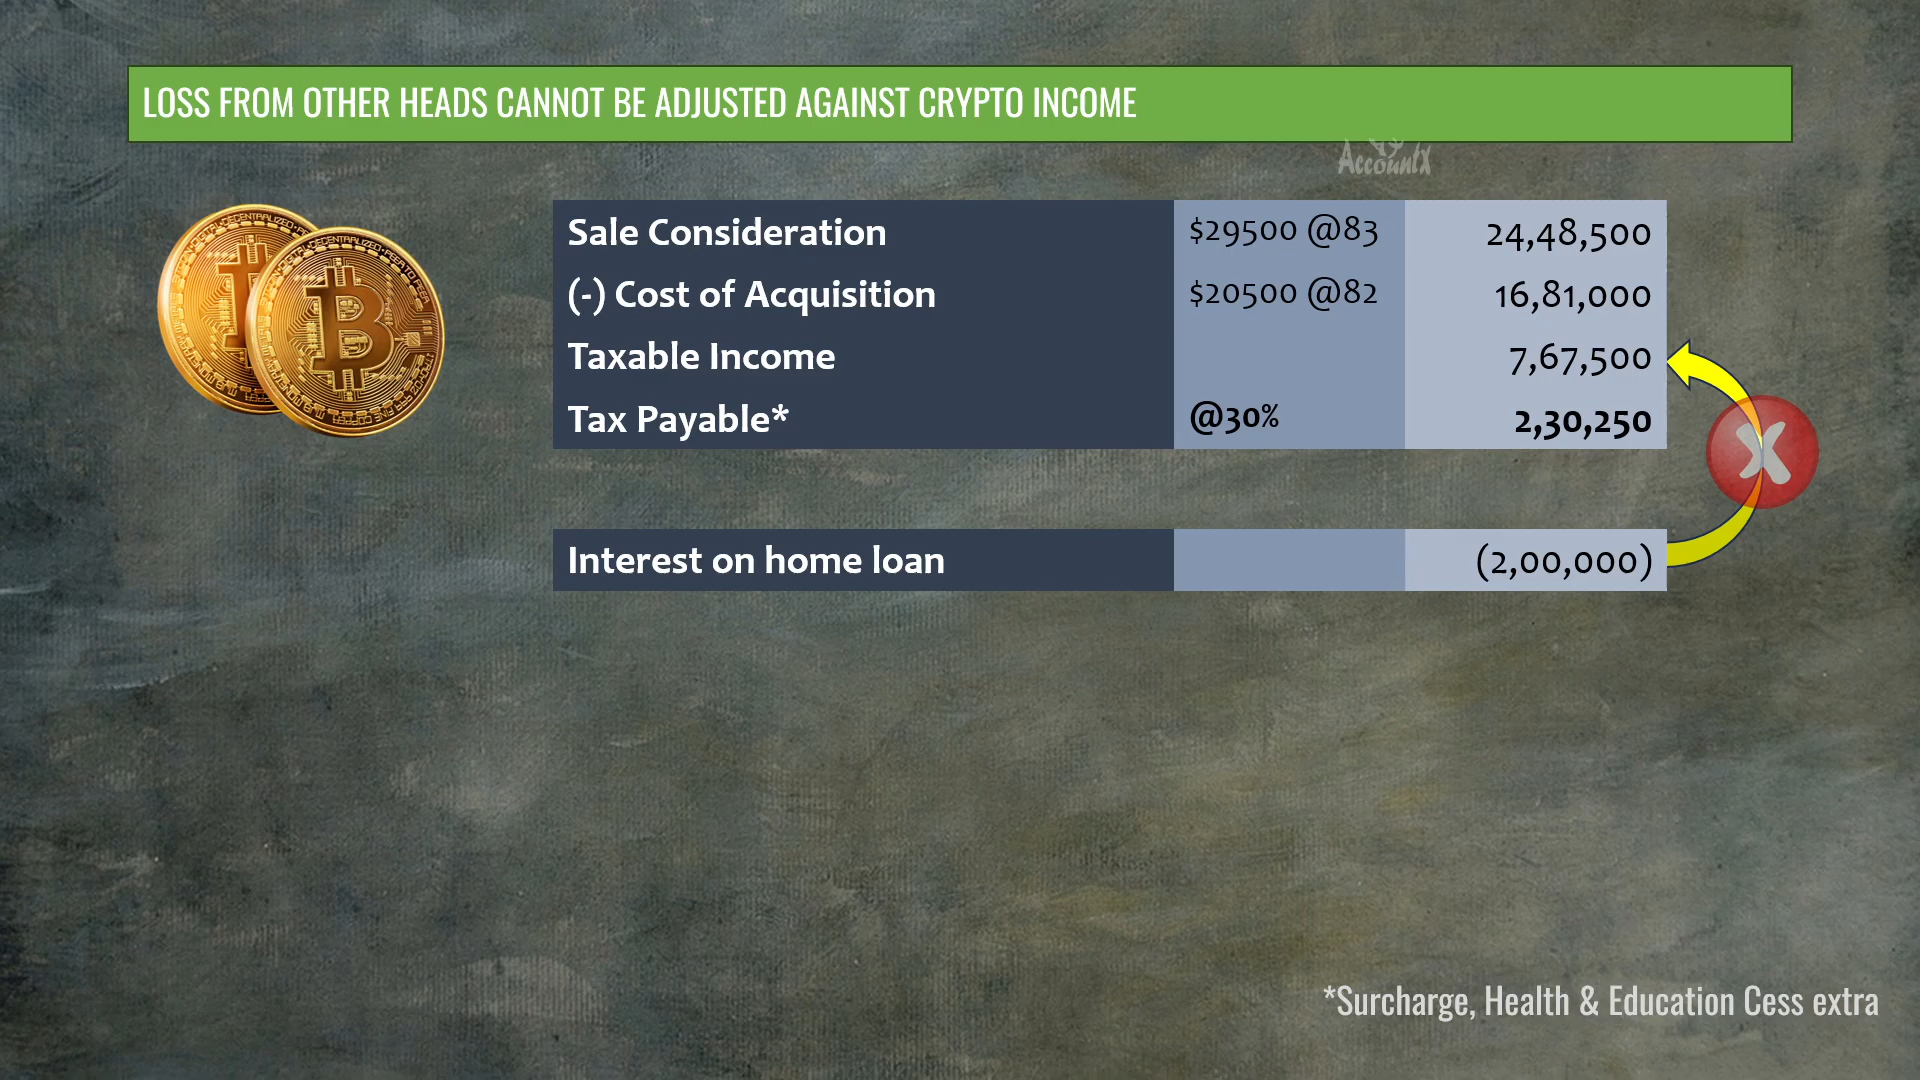 LOSS FROM OTHER HEADS CANNOT BE ADJUSTED AGAINST CRYPTO INCOME
AccountX
Sale Consideration $29500 @83 24,48,500
(-) Cost of Acquisition $20500 @82 16,81,000
Taxable Income 7,67,500
Tax Payable* @30% 2,30,250
X
Interest on home loan (2,00,000)
*Surcharge, Health & Education Cess extra